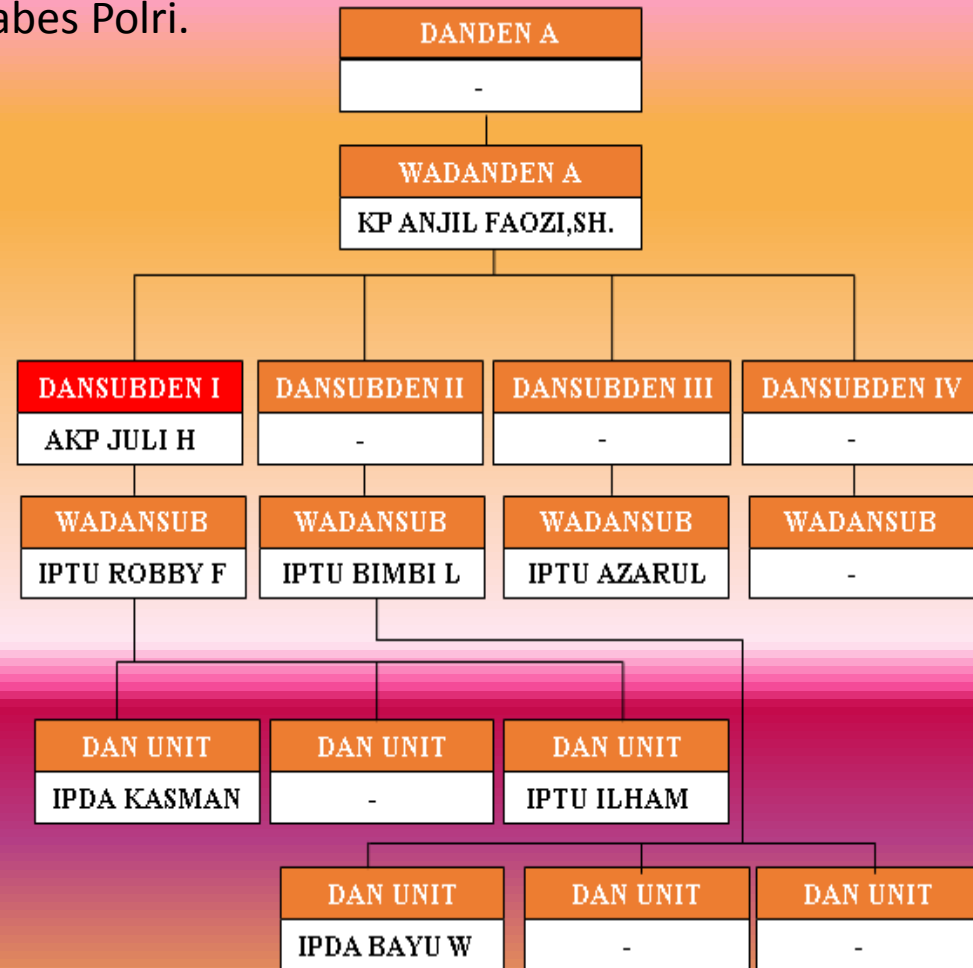 abes Polri.
DANDEN A
-
WADANDEN A
KP ANJIL FAOZI,SH.
DANSUBDEN I
AKP JULI H
DANSUBDEN II
-
DANSUBDEN III
-
DANSUBDEN IV
-
WADANSUB
IPTU ROBBY F
WADANSUB
IPTU BIMBI L
WADANSUB
IPTU AZARUL
WADANSUB
-
DAN UNIT
IPDA KASMAN
DAN UNIT
-
DAN UNIT
IPTU ILHAM
DAN UNIT
IPDA BAYU W
DAN UNIT
-
DAN UNIT
-